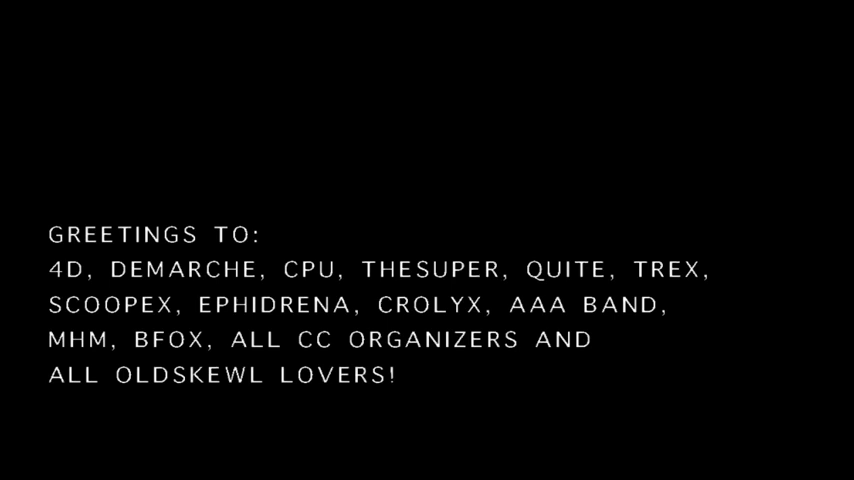 GREETINGS TO:
4D, DEMARCHE, CPU, THESUPER, QUITE, TREX,
SCOOPEX, EPHIDRENA, CROLYX, AAA BAND,
MHM, BFOX, ALL CC ORGANIZERS AND
ALL OLDSKEWL LOVERS!